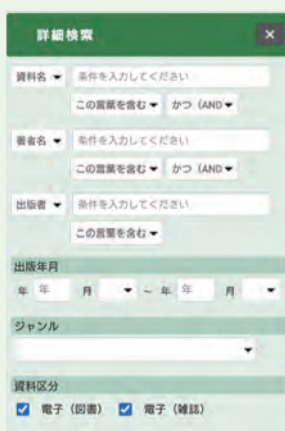 詳細検索 ×
資料名 ▼ 条件を入力してください
この言葉を含む ▼ かつ (AND ▼
著者名 ▼ 条件を入力してください
この言葉を含む ▼ かつ (AND ▼
出版者 ▼ 条件を入力してください
この言葉を含む ▼
出版年月
年 年 月 ▼ ~ 年 年 月 ▼
ジャンル
資料区分
電子（図書） 電子（雑誌）